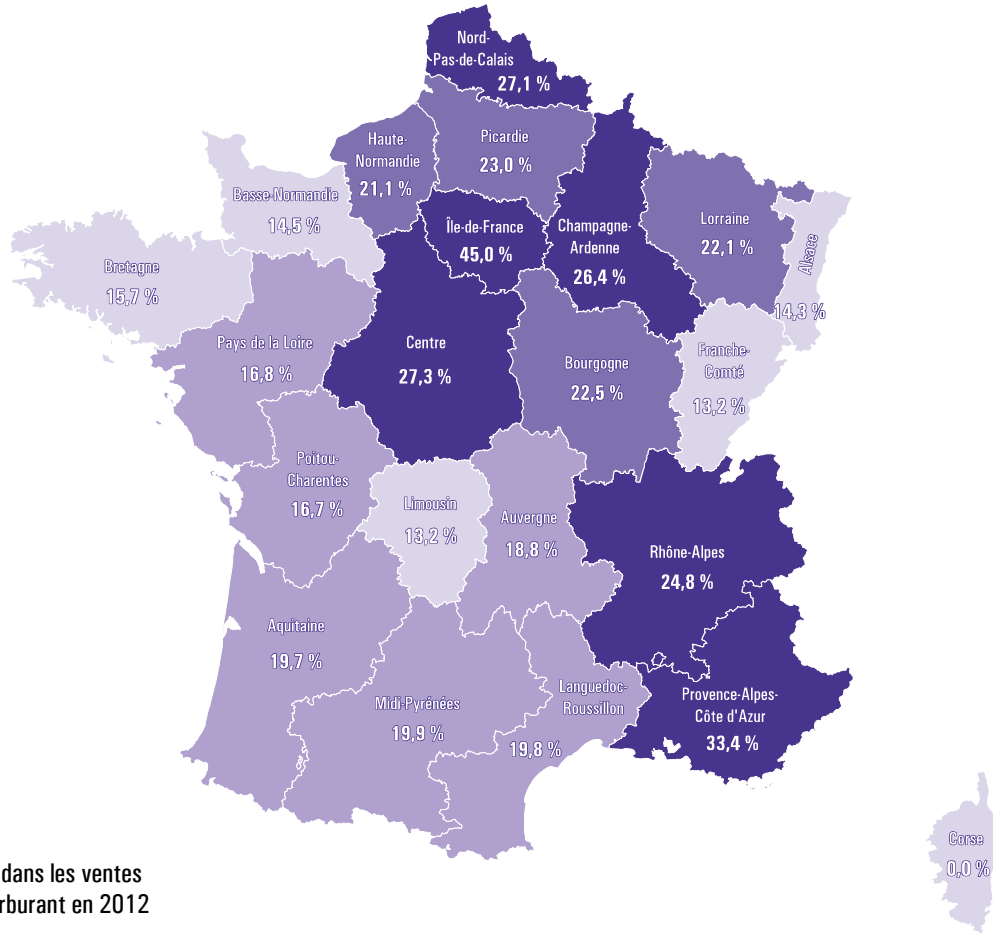 Nord-
Pas-de-Calais
27,1 %
Haute-
Normandie
21,1 %
Picardie
23,0 %
Basse-Normandie
14,5 %
Île-de-France
45,0 %
Champagne-
Ardenne
26,4 %
Lorraine
22,1 %
Alsace
14,3 %
Bretagne
15,7 %
Pays de la Loire
16,8 %
Centre
27,3 %
Bourgogne
22,5 %
Franche-
Comté
13,2 %
Poitou-
Charentes
16,7 %
Limousin
13,2 %
Auvergne
18,8 %
Rhône-Alpes
24,8 %
Aquitaine
19,7 %
Midi-Pyrénées
19,9 %
Languedoc-
Roussillon
19,8 %
Provence-Alpes-
Côte d'Azur
33,4 %
Corse
0,0 %
dans les ventes
rburant en 2012